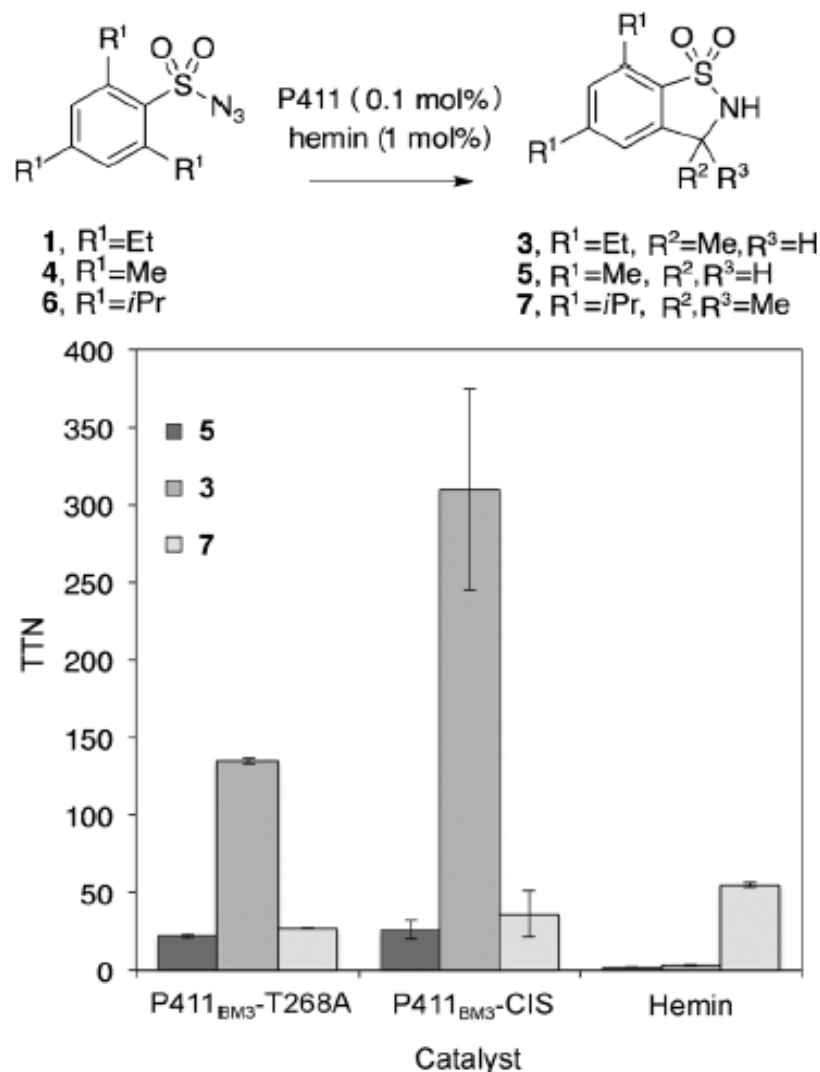 R¹ O O S N₃ R¹ R¹
P411 ( 0.1 mol%)
hemin (1 mol%)
R¹ O O S NH R¹ R² R³
1, R¹=Et
4, R¹=Me
6, R¹=iPr
3, R¹=Et, R²=Me,R³=H
5, R¹=Me, R²,R³=H
7, R¹=iPr, R²,R³=Me
400
350
300
250
200
150
100
50
0
TTN
5
3
7
P411BM3-T268A
P411BM3-CIS
Hemin
Catalyst